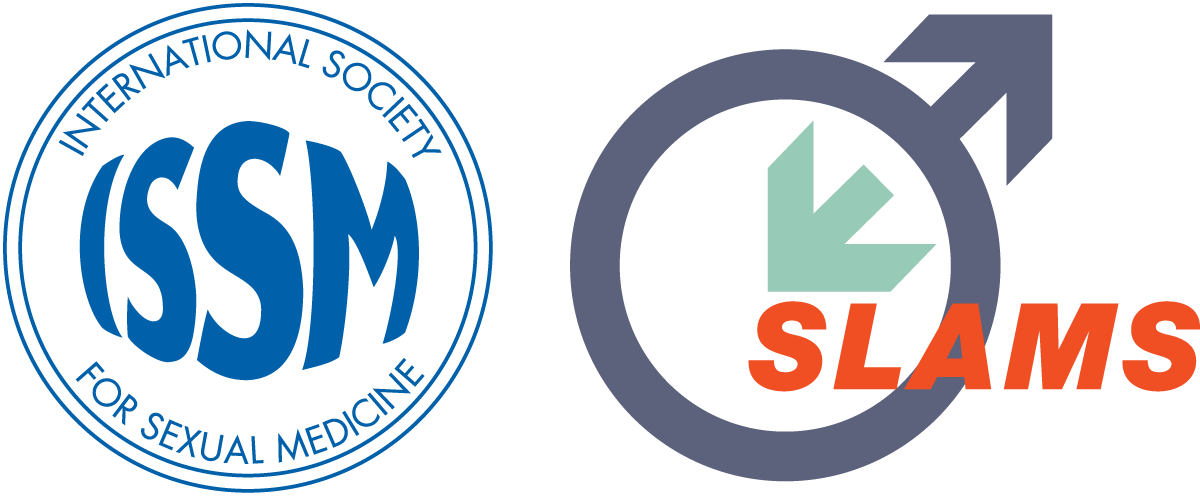 INTERNATIONAL SOCIETY
ISSM
FOR SEXUAL MEDICINE
SLAMS